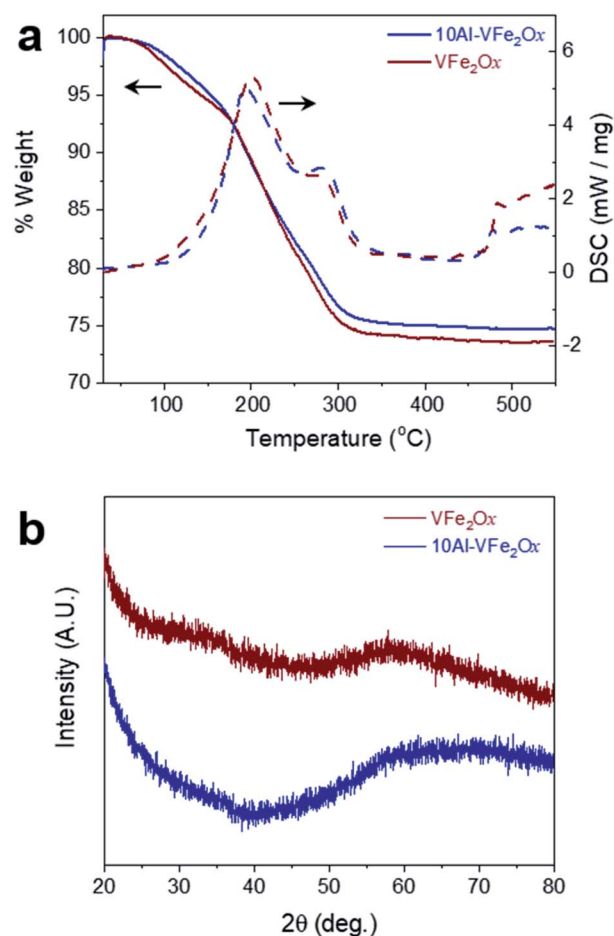 a
10Al-VFe₂Ox
VFe₂Ox
% Weight
100
95
90
85
80
75
70
6
4
2
0
-2
DSC (mW / mg)
100 200 300 400 500
Temperature (°C)
b
VFe₂Ox
10Al-VFe₂Ox
Intensity (A.U.)
20 30 40 50 60 70 80
2θ (deg.)